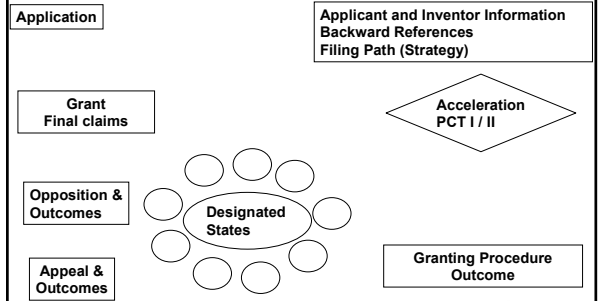 Application
Applicant and Inventor Information
Backward References
Filing Path (Strategy)
Grant
Final claims
Acceleration
PCT I / II
Opposition &
Outcomes
Designated
States
Appeal &
Outcomes
Granting Procedure
Outcome